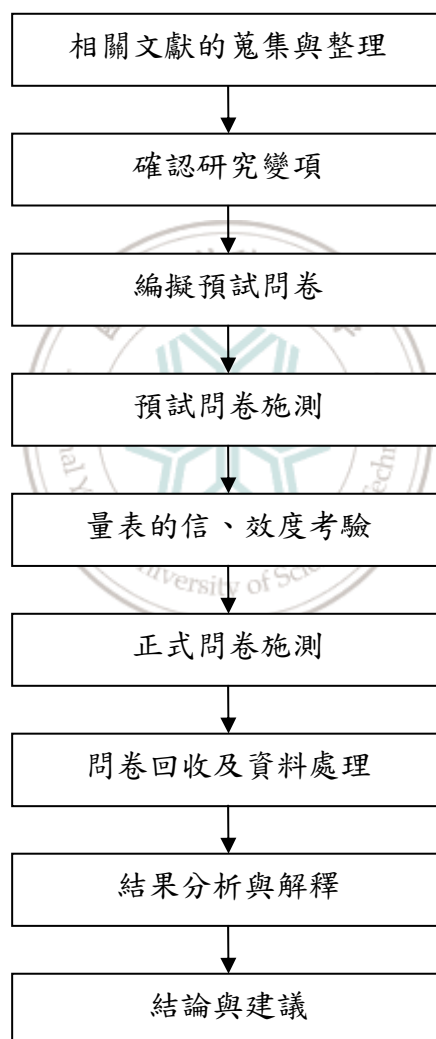 相關文獻的蒐集與整理
確認研究變項
編擬預試問卷
預試問卷施測
量表的信、效度考驗
正式問卷施測
問卷回收及資料處理
結果分析與解釋
結論與建議